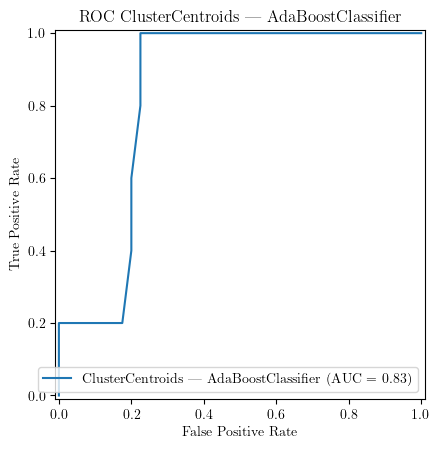 ROC ClusterCentroids — AdaBoostClassifier
1.0
0.8
0.6
0.4
0.2
0.0
True Positive Rate
ClusterCentroids — AdaBoostClassifier (AUC = 0.83)
0.0 0.2 0.4 0.6 0.8 1.0
False Positive Rate